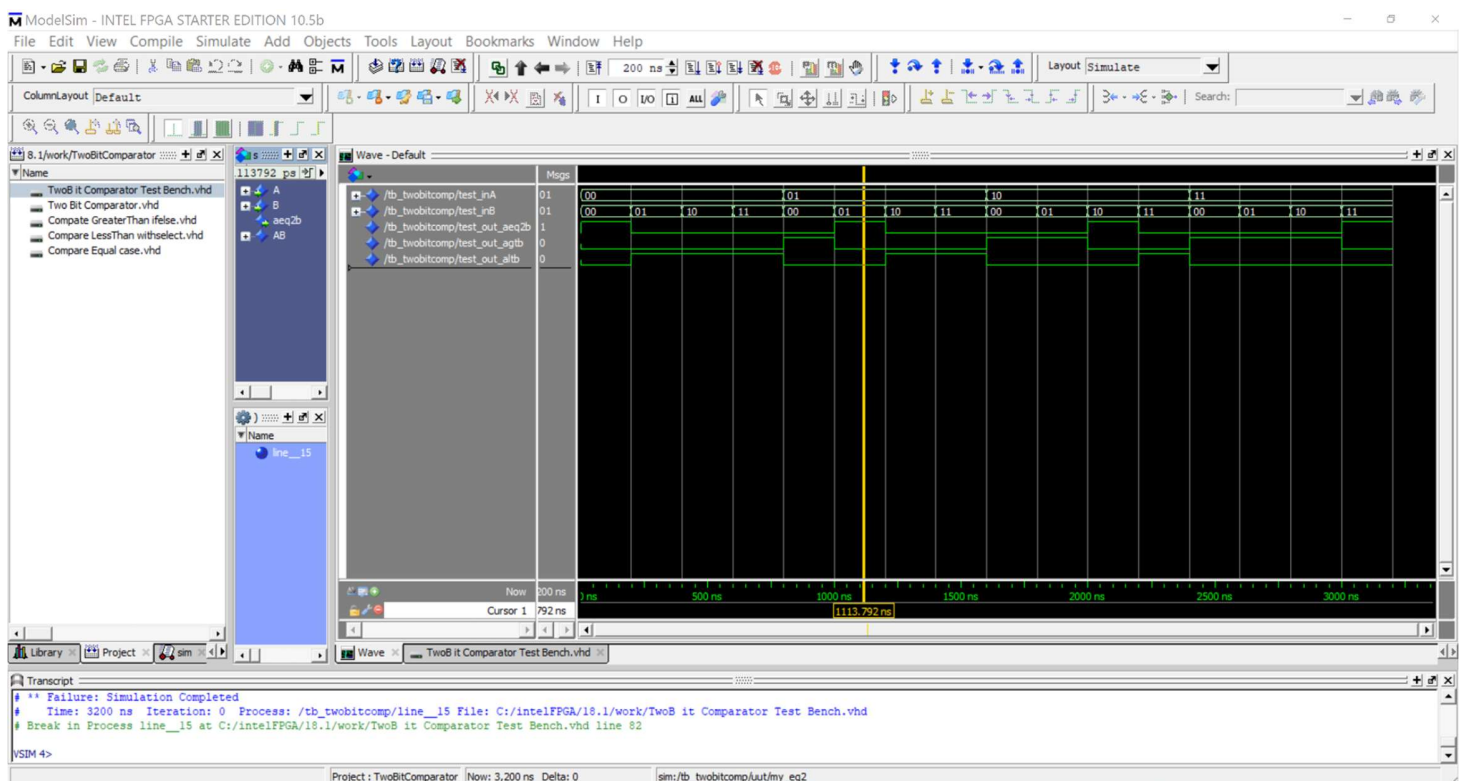 ModelSim - INTEL FPGA STARTER EDITION 10.5b
File Edit View Compile Simulate Add Objects Tools Layout Bookmarks Window Help
200 ns
Layout Simulate
ColumnLayout Default
Search:
8.1/work/TwoBitComparator
Name
TwoB it Comparator Test Bench.vhd
Two Bit Comparator.vhd
Compate GreaterThan ifelse.vhd
Compare LessThan withselect.vhd
Compare Equal case.vhd
s
113792 ps
A
B
aeq2b
AB
Name
line__15
Wave - Default
Msgs
/tb_twobitcomp/test_inA 01 00 01 10 11
/tb_twobitcomp/test_inB 01 00 01 10 11 00 01 10 11 00 01 10 11 00 01 10 11
/tb_twobitcomp/test_out_aeq2b 1
/tb_twobitcomp/test_out_agtb 0
/tb_twobitcomp/test_out_altb 0
Now 200 ns ns 500 ns 1000 ns 1500 ns 2000 ns 2500 ns 3000 ns
Cursor 1 792 ns 1113.792 ns
Library Project sim
Wave TwoB it Comparator Test Bench.vhd
Transcript
# ** Failure: Simulation Completed
# Time: 3200 ns Iteration: 0 Process: /tb_twobitcomp/line__15 File: C:/intelFPGA/18.1/work/TwoB it Comparator Test Bench.vhd
# Break in Process line__15 at C:/intelFPGA/18.1/work/TwoB it Comparator Test Bench.vhd line 82
VSIM 4>
Project : TwoBitComparator Now: 3,200 ns Delta: 0 sim:/tb_twobitcomp/uut/my_eq2